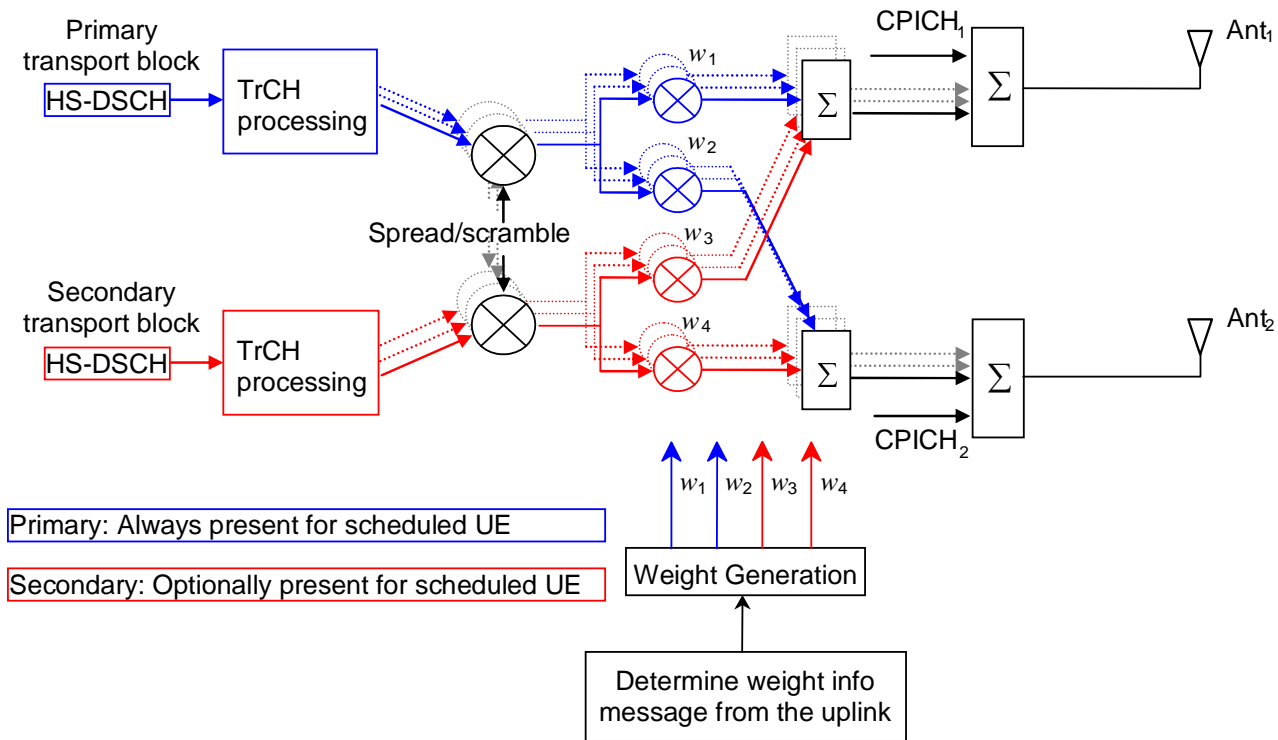 Primary
transport block
HS-DSCH
TrCH
processing
w1
w2
Σ
CPICH1
Σ
Ant1
Spread/scramble
Secondary
transport block
HS-DSCH
TrCH
processing
w3
w4
Σ
CPICH2
Σ
Ant2
w1 w2 w3 w4
Primary: Always present for scheduled UE
Secondary: Optionally present for scheduled UE
Weight Generation
Determine weight info
message from the uplink